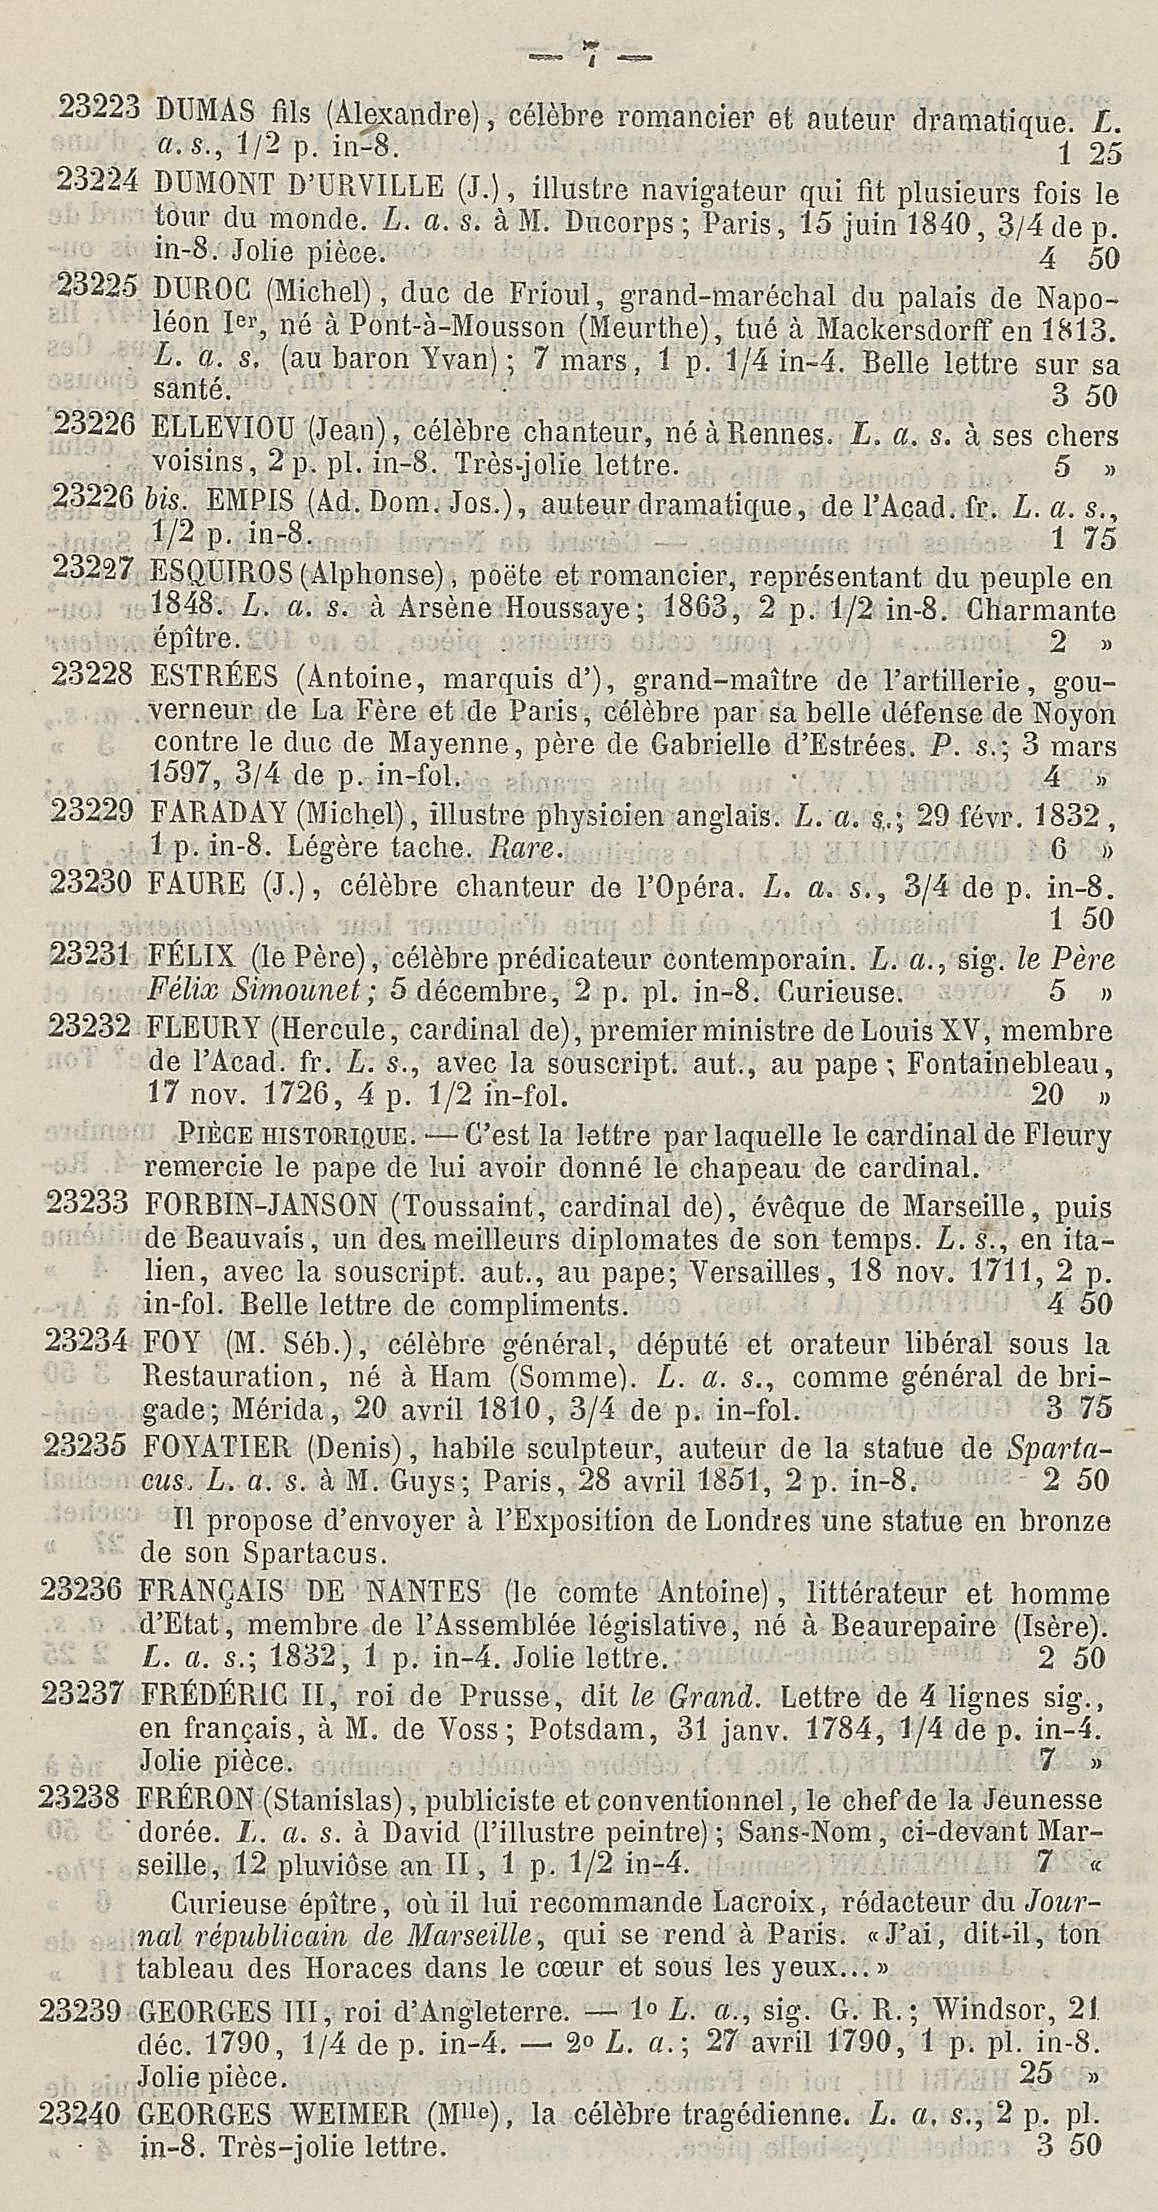 — 7 —
23223 DUMAS fils (Alexandre), célèbre romancier et auteur dramatique. L.
a. s., 1/2 p. in-8. 1 25
23224 DUMONT D'URVILLE (J.), illustre navigateur qui fit plusieurs fois le
tour du monde. L. a. s. à M. Ducorps; Paris, 15 juin 1840, 3/4 de p.
in-8. Jolie pièce. 4 50
23225 DUROC (Michel), duc de Frioul, grand-maréchal du palais de Napo-
léon Ier, né à Pont-à-Mousson (Meurthe), tué à Mackersdorff en 1813.
L. a. s. (au baron Yvan); 7 mars, 1 p. 1/4 in-4. Belle lettre sur sa
santé. 3 50
23226 ELLEVIOU (Jean), célèbre chanteur, né à Rennes. L. a. s. à ses chers
voisins, 2 p. pl. in-8. Très-jolie lettre. 5 »
23226 bis. EMPIS (Ad. Dom. Jos.), auteur dramatique, de l'Acad. fr. L. a. s.,
1/2 p. in-8. 1 75
23227 ESQUIROS (Alphonse), poëte et romancier, représentant du peuple en
1848. L. a. s. à Arsène Houssaye; 1863, 2 p. 1/2 in-8. Charmante
épître. 2 »
23228 ESTRÉES (Antoine, marquis d'), grand-maître de l'artillerie, gou-
verneur de La Fère et de Paris, célèbre par sa belle défense de Noyon
contre le duc de Mayenne, père de Gabrielle d'Estrées. P. s.; 3 mars
1597, 3/4 de p. in-fol. 4 »
23229 FARADAY (Michel), illustre physicien anglais. L. a. s.; 29 févr. 1832,
1 p. in-8. Légère tache. Rare. 6 »
23230 FAURE (J.), célèbre chanteur de l'Opéra. L. a. s., 3/4 de p. in-8.
1 50
23231 FÉLIX (le Père), célèbre prédicateur contemporain. L. a., sig. le Père
Félix Simounet; 5 décembre, 2 p. pl. in-8. Curieuse. 5 »
23232 FLEURY (Hercule, cardinal de), premier ministre de Louis XV, membre
de l'Acad. fr. L. s., avec la souscript. aut., au pape; Fontainebleau,
17 nov. 1726, 4 p. 1/2 in-fol. 20 »
PIÈCE HISTORIQUE. — C'est la lettre par laquelle le cardinal de Fleury
remercie le pape de lui avoir donné le chapeau de cardinal.
23233 FORBIN-JANSON (Toussaint, cardinal de), évêque de Marseille, puis
de Beauvais, un des meilleurs diplomates de son temps. L. s., en ita-
lien, avec la souscript. aut., au pape; Versailles, 18 nov. 1711, 2 p.
in-fol. Belle lettre de compliments. 4 50
23234 FOY (M. Séb.), célèbre général, député et orateur libéral sous la
Restauration, né à Ham (Somme). L. a. s., comme général de bri-
gade; Mérida, 20 avril 1810, 3/4 de p. in-fol. 3 75
23235 FOYATIER (Denis), habile sculpteur, auteur de la statue de Sparta-
cus. L. a. s. à M. Guys; Paris, 28 avril 1851, 2 p. in-8. 2 50
Il propose d'envoyer à l'Exposition de Londres une statue en bronze
de son Spartacus.
23236 FRANÇAIS DE NANTES (le comte Antoine), littérateur et homme
d'Etat, membre de l'Assemblée législative, né à Beaurepaire (Isère).
L. a. s.; 1832, 1 p. in-4. Jolie lettre. 2 50
23237 FRÉDÉRIC II, roi de Prusse, dit le Grand. Lettre de 4 lignes sig.,
en français, à M. de Voss; Potsdam, 31 janv. 1784, 1/4 de p. in-4.
Jolie pièce. 7 »
23238 FRÉRON (Stanislas), publiciste et conventionnel, le chef de la Jeunesse
dorée. L. a. s. à David (l'illustre peintre); Sans-Nom, ci-devant Mar-
seille, 12 pluviôse an II, 1 p. 1/2 in-4. 7 «
Curieuse épître, où il lui recommande Lacroix, rédacteur du Jour-
nal républicain de Marseille, qui se rend à Paris. «J'ai, dit-il, ton
tableau des Horaces dans le cœur et sous les yeux...»
23239 GEORGES III, roi d'Angleterre. — 1o L. a., sig. G. R.; Windsor, 21
déc. 1790, 1/4 de p. in-4. — 2o L. a.; 27 avril 1790, 1 p. pl. in-8.
Jolie pièce. 25 »
23240 GEORGES WEIMER (Mlle), la célèbre tragédienne. L. a. s., 2 p. pl.
in-8. Très-jolie lettre. 3 50